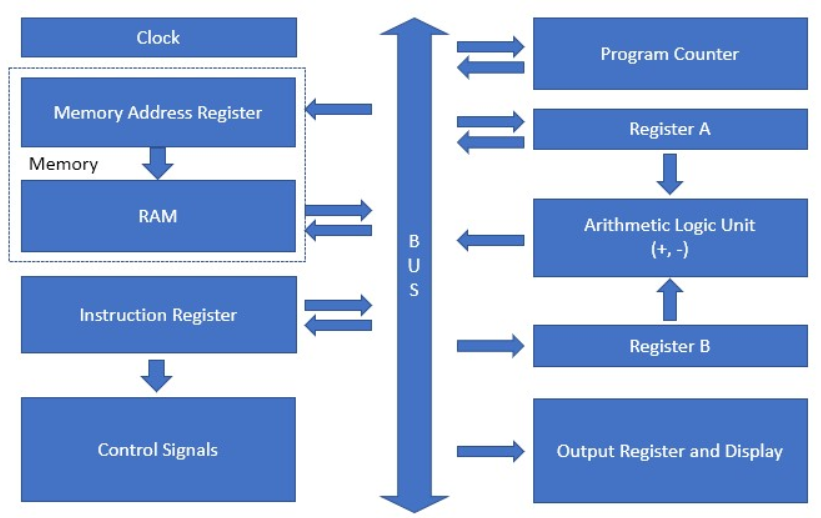 Clock
Memory Address Register
Memory
RAM
Instruction Register
Control Signals
B
U
S
Program Counter
Register A
Arithmetic Logic Unit
(+, -)
Register B
Output Register and Display